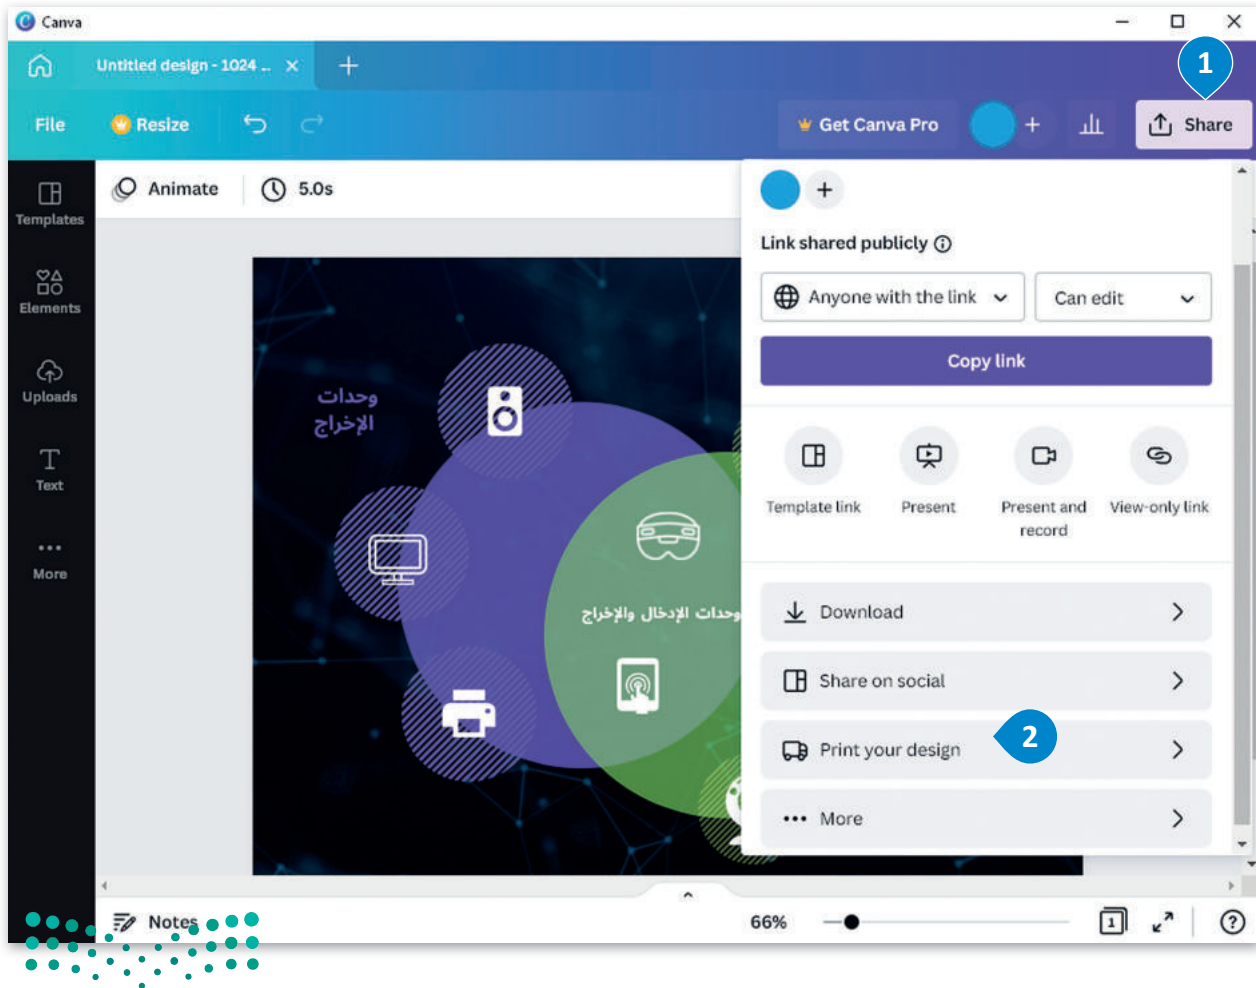 Canva
Untitled design - 1024 ...
1
File
Resize
Get Canva Pro
Share
Templates
Animate
5.0s
Link shared publicly
Elements
Anyone with the link
Can edit
Copy link
Uploads
وحدات
الإخراج
Text
Template link
Present
Present and
record
View-only link
More
وحدات الإدخال والإخراج
Download
Share on social
Print your design
2
More
Notes
66%
1
?